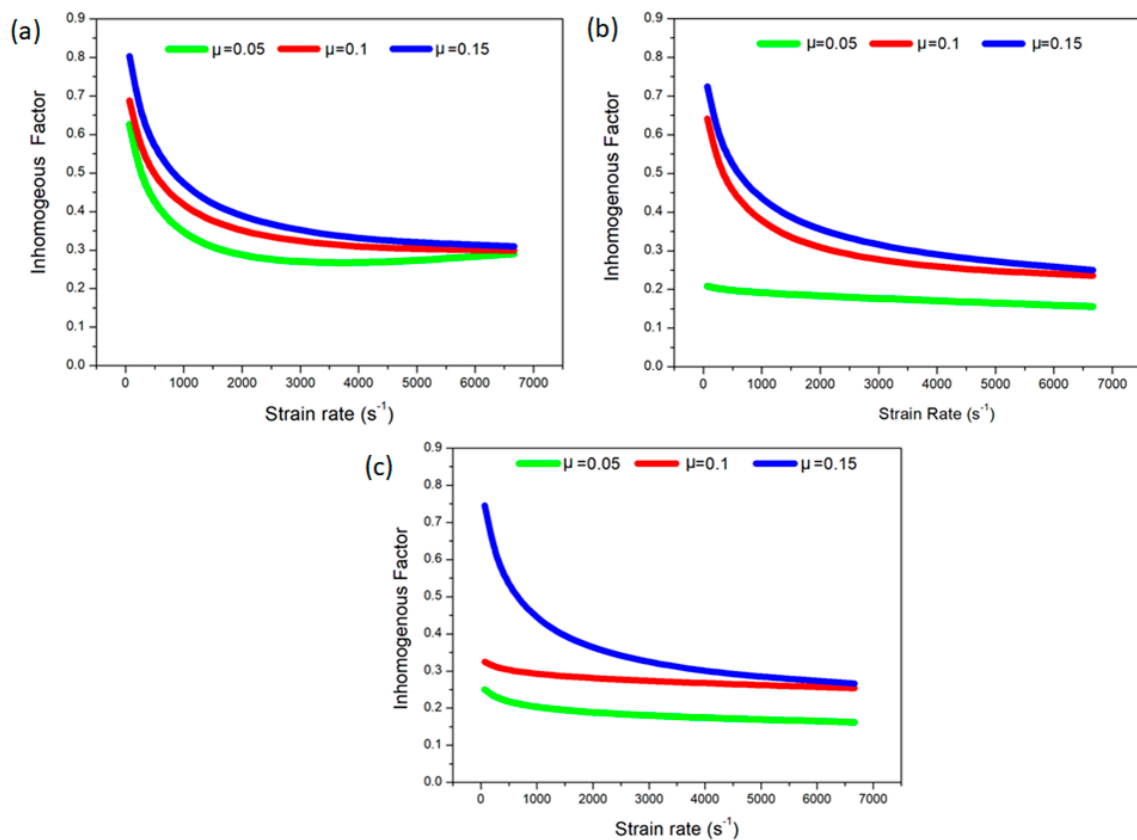 (a)
μ=0.05 μ=0.1 μ=0.15
Inhomogeous Factor
0.9
0.8
0.7
0.6
0.5
0.4
0.3
0.2
0.1
0.0
0 1000 2000 3000 4000 5000 6000 7000
Strain rate (s⁻¹)
(b)
μ=0.05 μ=0.1 μ=0.15
Inhomogenous Factor
0.9
0.8
0.7
0.6
0.5
0.4
0.3
0.2
0.1
0.0
0 1000 2000 3000 4000 5000 6000 7000
Strain Rate (s⁻¹)
(c)
μ=0.05 μ=0.1 μ=0.15
Inhomogenous Factor
0.9
0.8
0.7
0.6
0.5
0.4
0.3
0.2
0.1
0.0
0 1000 2000 3000 4000 5000 6000 7000
Strain rate (s⁻¹)